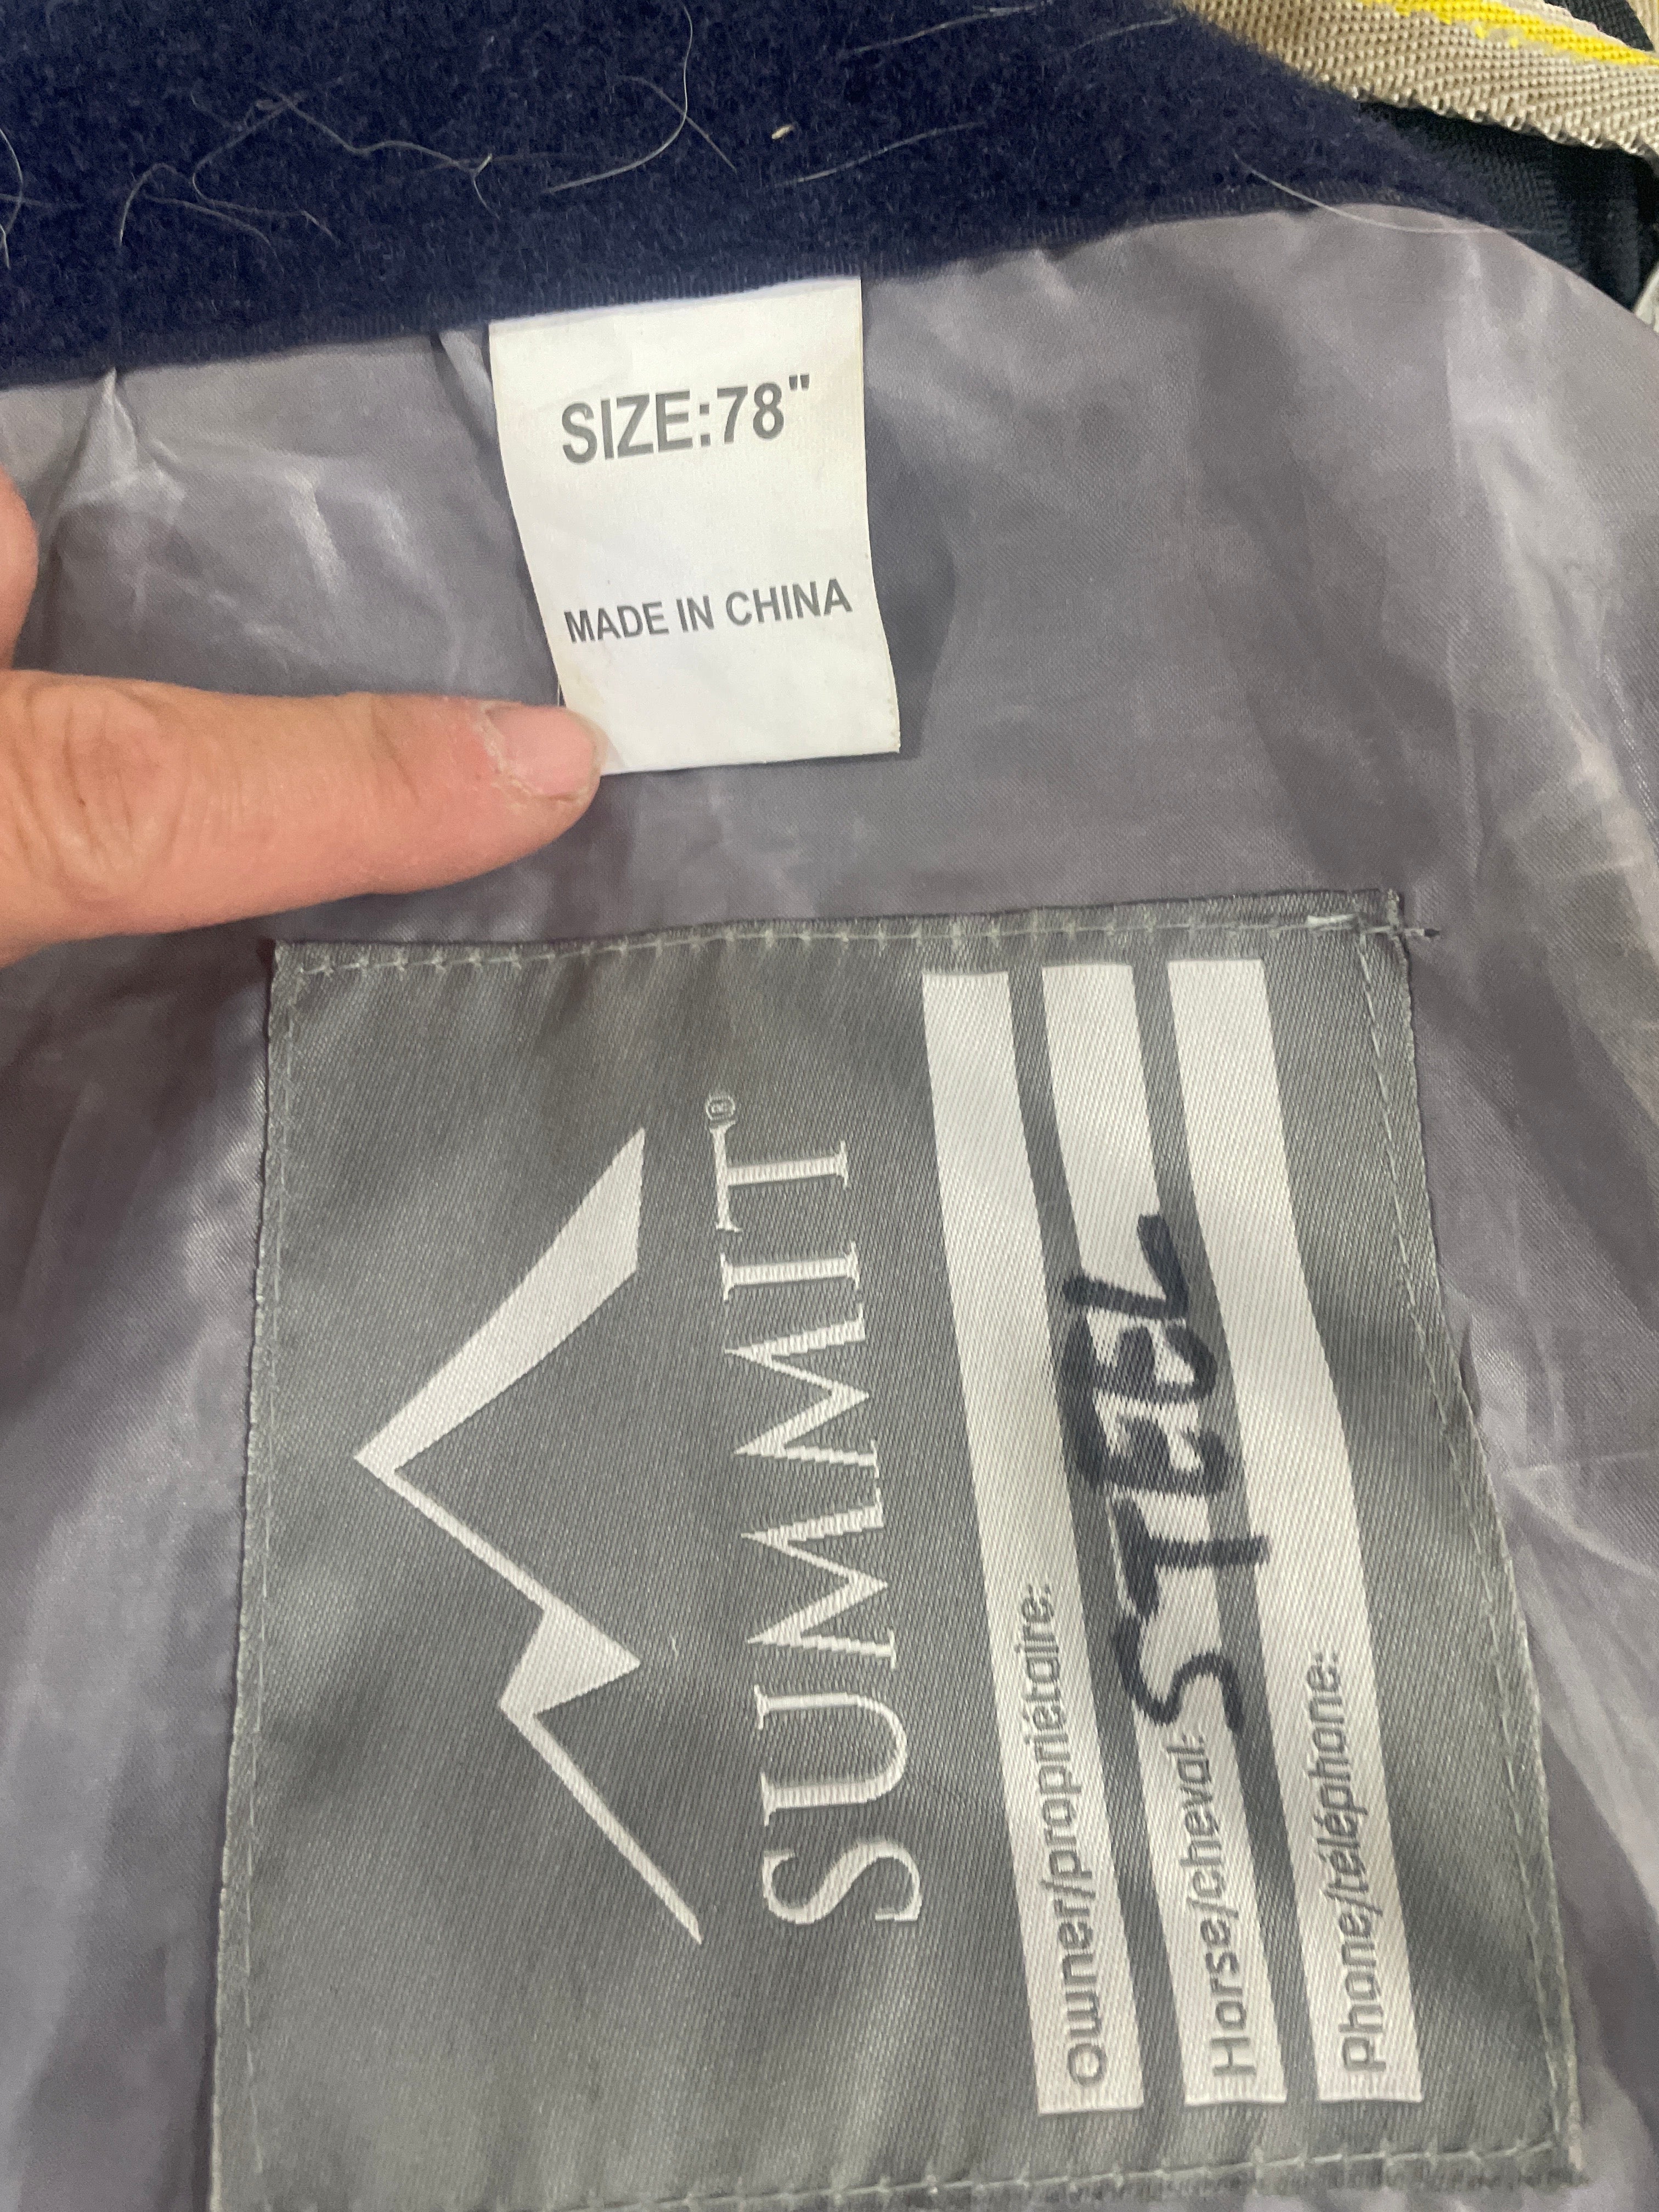 SIZE:78"
MADE IN CHINA
SUMMIT®
Owner/propriétaire:
Horse/cheval: STEEL
Phone/téléphone: